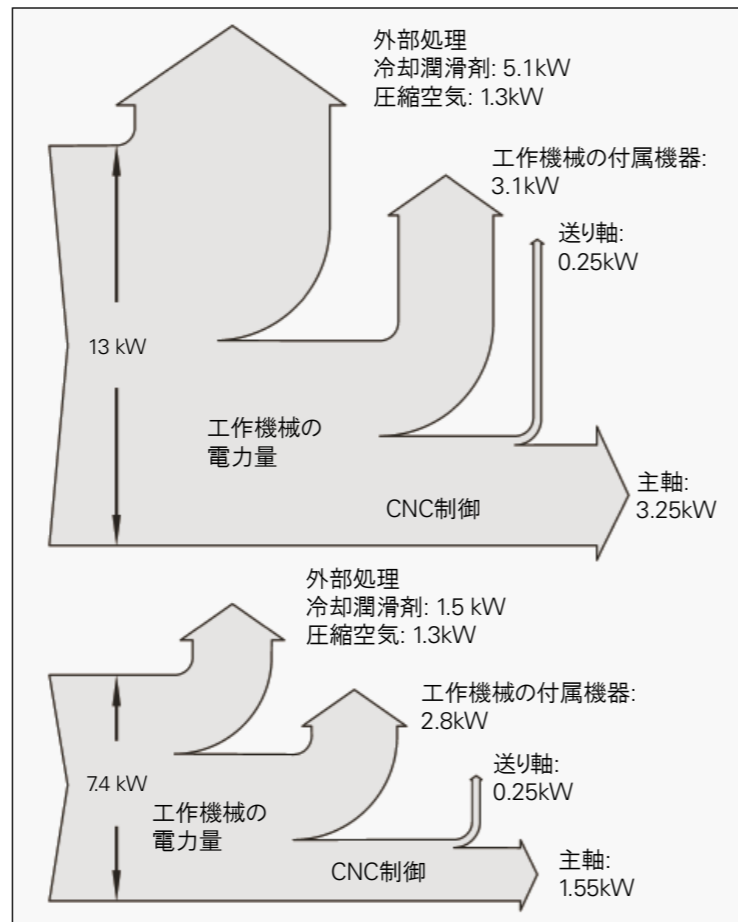 外部処理
冷却潤滑剤: 5.1kW
圧縮空気: 1.3kW
工作機械の付属機器:
3.1kW
送り軸:
0.25kW
13 kW
工作機械の
電力量
主軸:
3.25kW
CNC制御
外部処理
冷却潤滑剤: 1.5 kW
圧縮空気: 1.3kW
工作機械の付属機器:
2.8kW
送り軸:
0.25kW
7.4 kW
工作機械の
電力量
主軸:
1.55kW
CNC制御